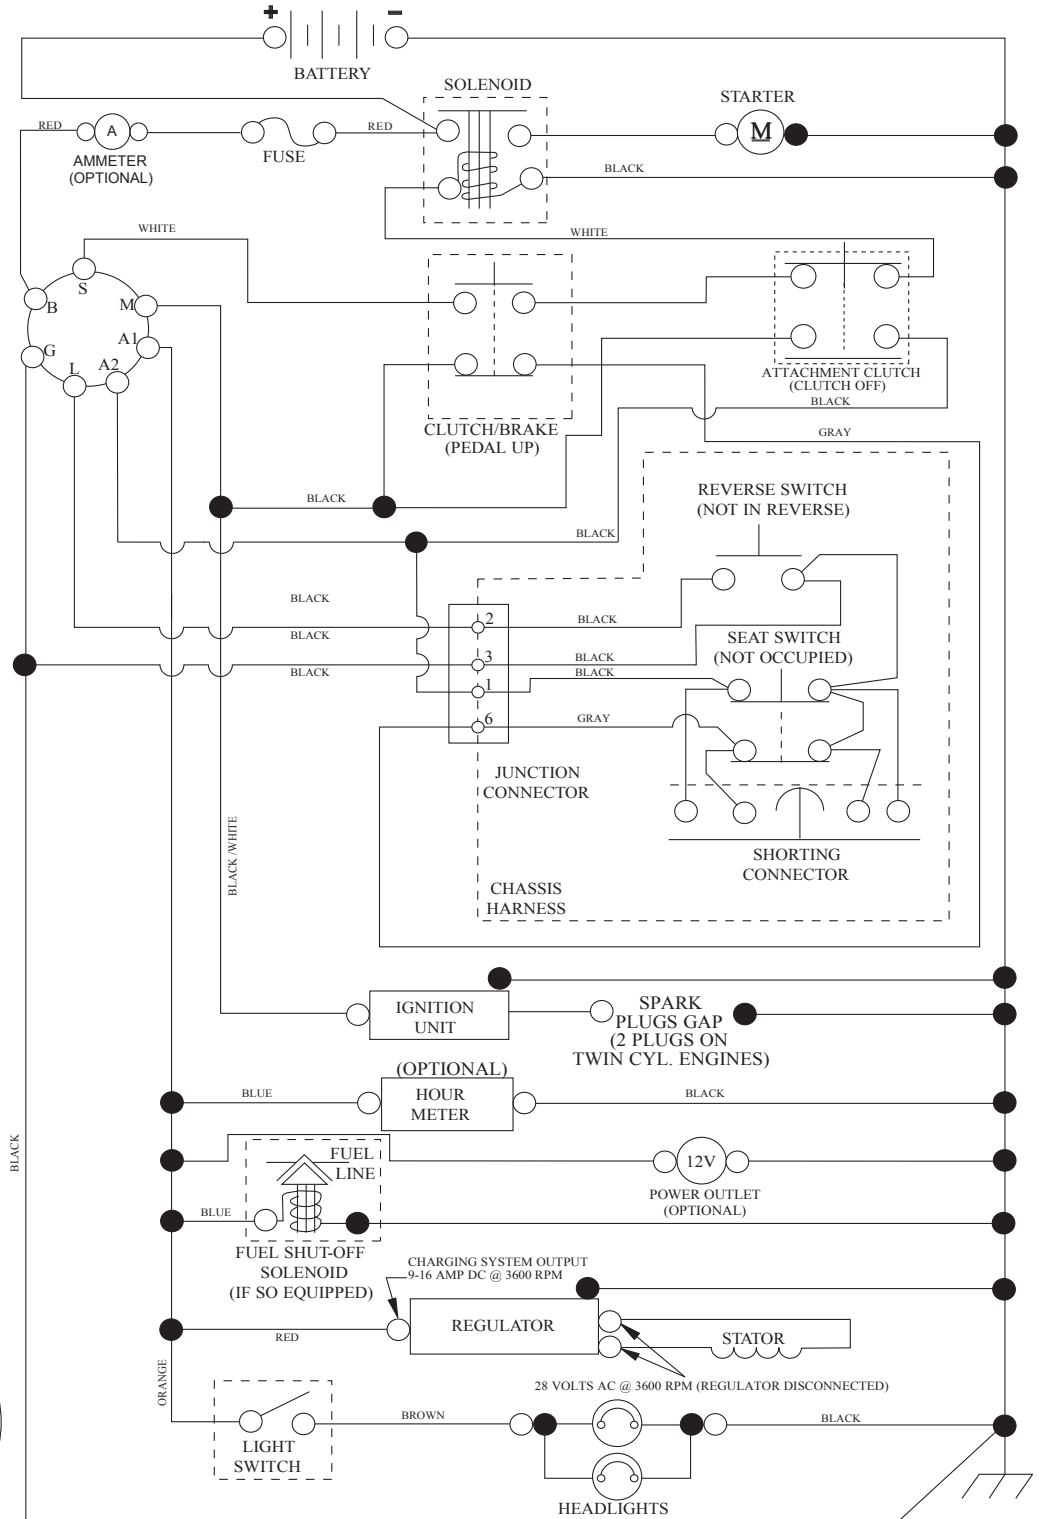 + −
BATTERY
SOLENOID
STARTER
RED
A
RED
M
AMMETER
(OPTIONAL)
FUSE
BLACK
WHITE
WHITE
S
B
M
A1
G
L
A2
ATTACHMENT CLUTCH
(CLUTCH OFF)
BLACK
CLUTCH/BRAKE
(PEDAL UP)
GRAY
REVERSE SWITCH
(NOT IN REVERSE)
BLACK
BLACK
BLACK
2
BLACK
BLACK
SEAT SWITCH
(NOT OCCUPIED)
3
BLACK
BLACK
BLACK
1
6
GRAY
JUNCTION
CONNECTOR
BLACK /WHITE
SHORTING
CONNECTOR
CHASSIS
HARNESS
IGNITION
UNIT
SPARK
PLUGS GAP
(2 PLUGS ON
TWIN CYL. ENGINES)
(OPTIONAL)
BLUE
HOUR
METER
BLACK
BLACK
FUEL
LINE
12V
POWER OUTLET
(OPTIONAL)
BLUE
FUEL SHUT-OFF
SOLENOID
(IF SO EQUIPPED)
CHARGING SYSTEM OUTPUT
9-16 AMP DC @ 3600 RPM
REGULATOR
STATOR
RED
28 VOLTS AC @ 3600 RPM (REGULATOR DISCONNECTED)
ORANGE
BROWN
BLACK
LIGHT
SWITCH
HEADLIGHTS